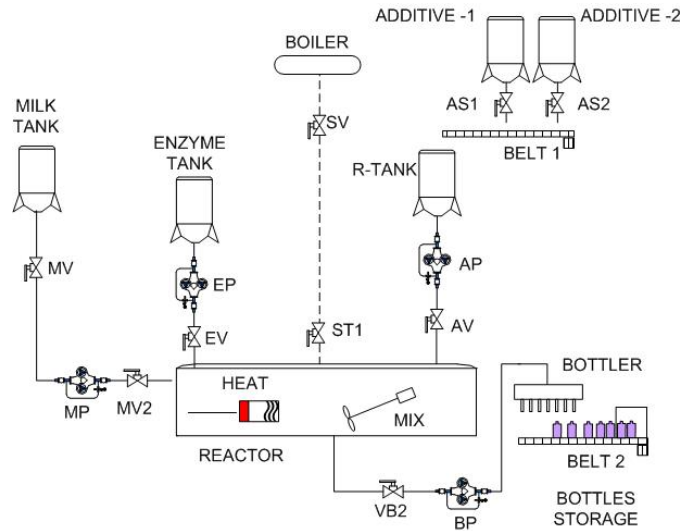 ADDITIVE -1
ADDITIVE -2
BOILER
AS1
AS2
MILK
TANK
SV
ENZYME
TANK
BELT 1
R-TANK
MV
EP
AP
EV
ST1
AV
HEAT
BOTTLER
MP
MV2
MIX
REACTOR
BELT 2
VB2
BP
BOTTLES
STORAGE